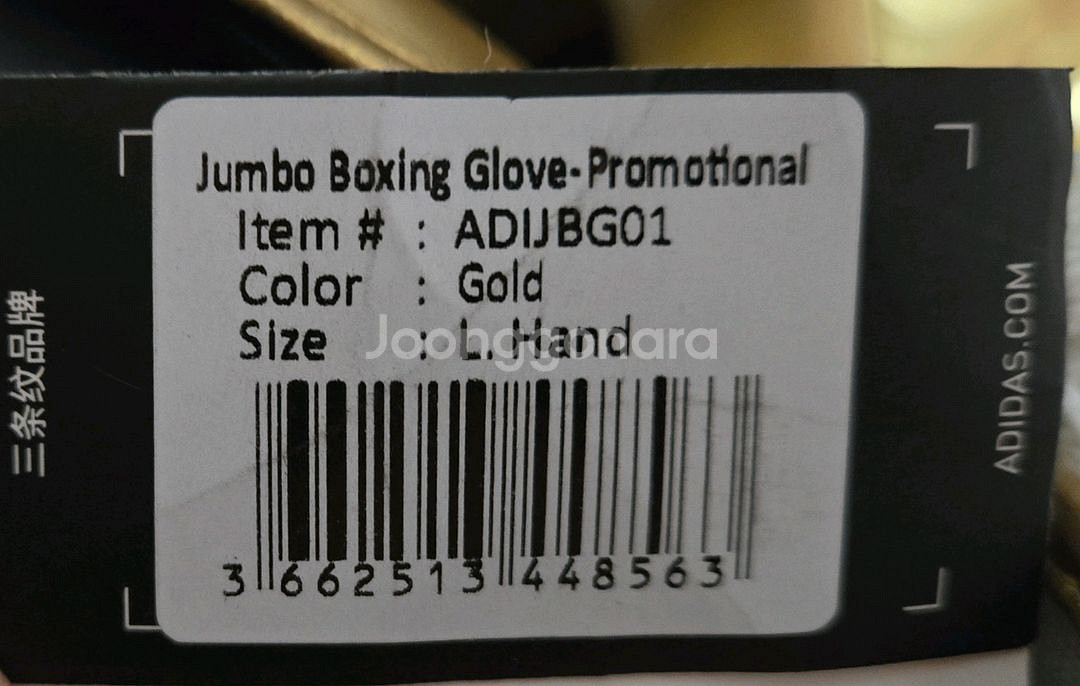 Jumbo Boxing Glove-Promotional
Item # : ADIJBG01
Color : Gold
Size : L. Hand
Joonggonara
3 662513 448563
三条纹品牌
ADIDAS.COM